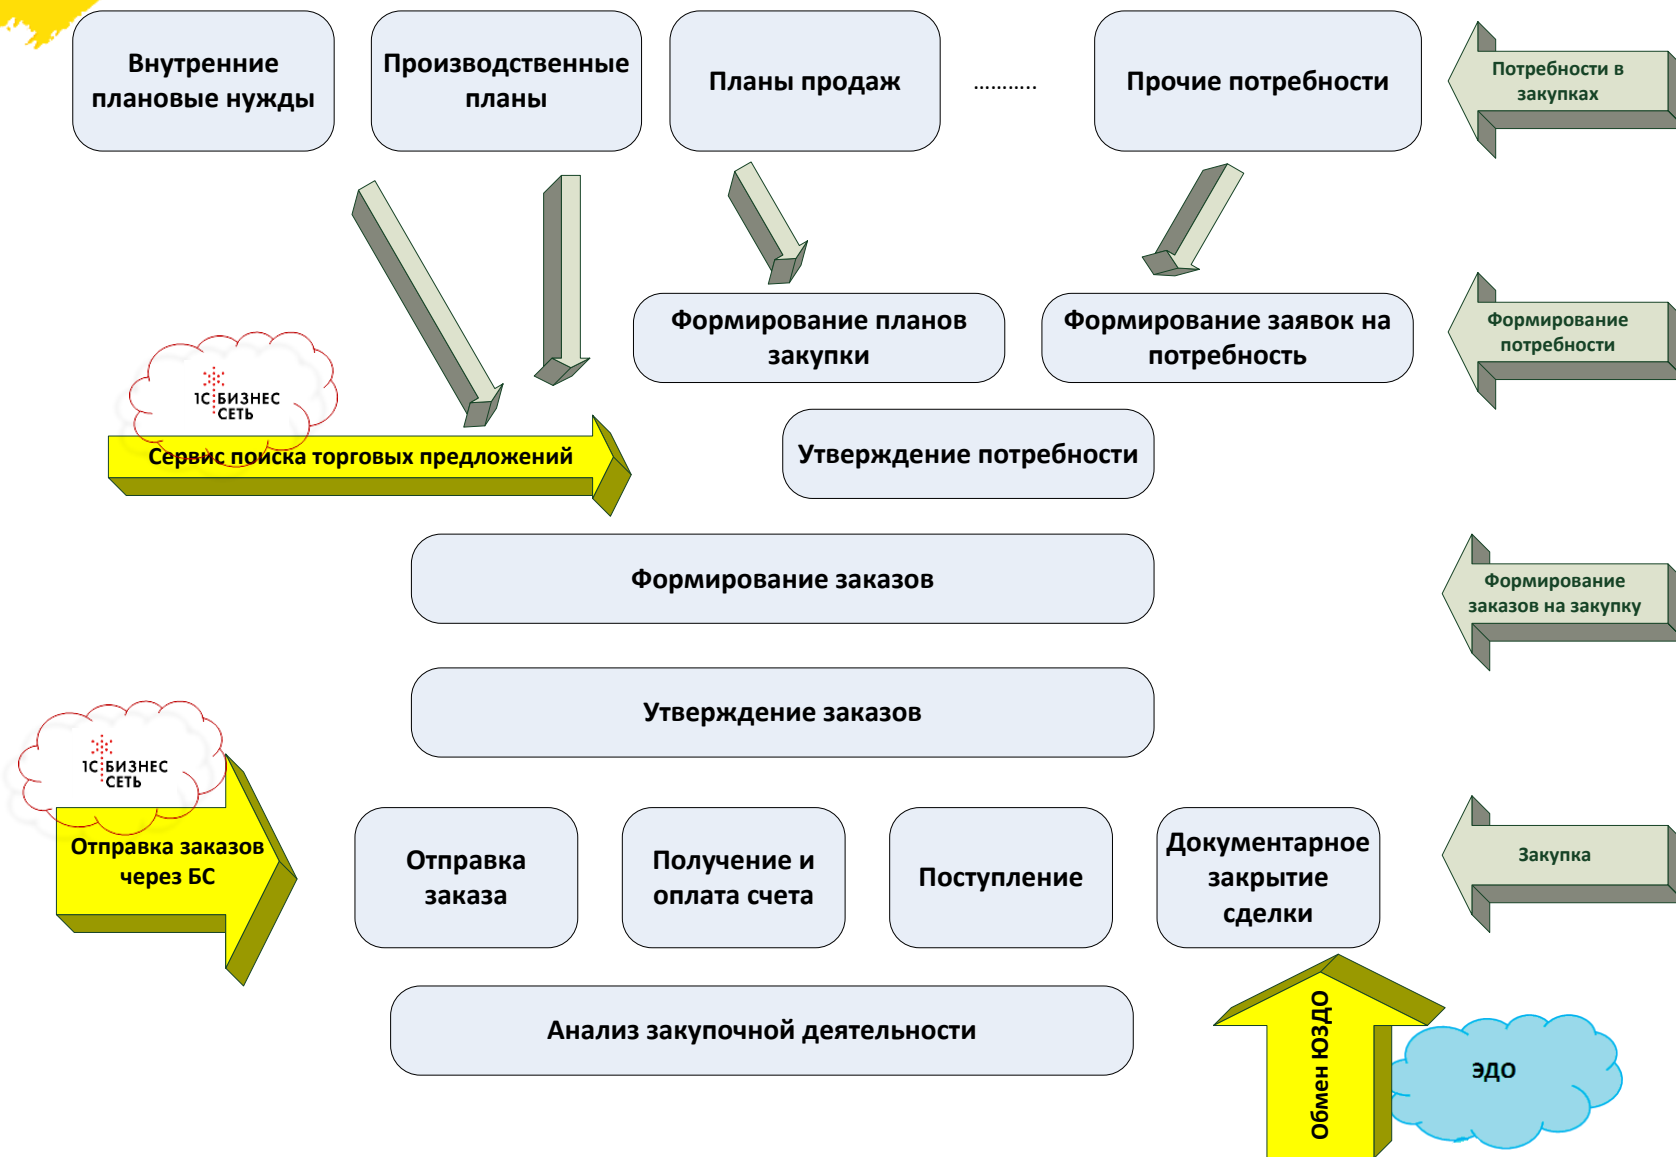 Внутренние
плановые нужды
Производственные
планы
Планы продаж
...........
Прочие потребности
Потребности в
закупках
Формирование планов
закупки
Формирование заявок на
потребность
Формирование
потребности
1С БИЗНЕС
СЕТЬ
Сервис поиска торговых предложений
Утверждение потребности
Формирование заказов
Формирование
заказов на закупку
Утверждение заказов
1С БИЗНЕС
СЕТЬ
Отправка заказов
через БС
Отправка
заказа
Получение и
оплата счета
Поступление
Документарное
закрытие
сделки
Закупка
Анализ закупочной деятельности
Обмен ЮЗДО
ЭДО